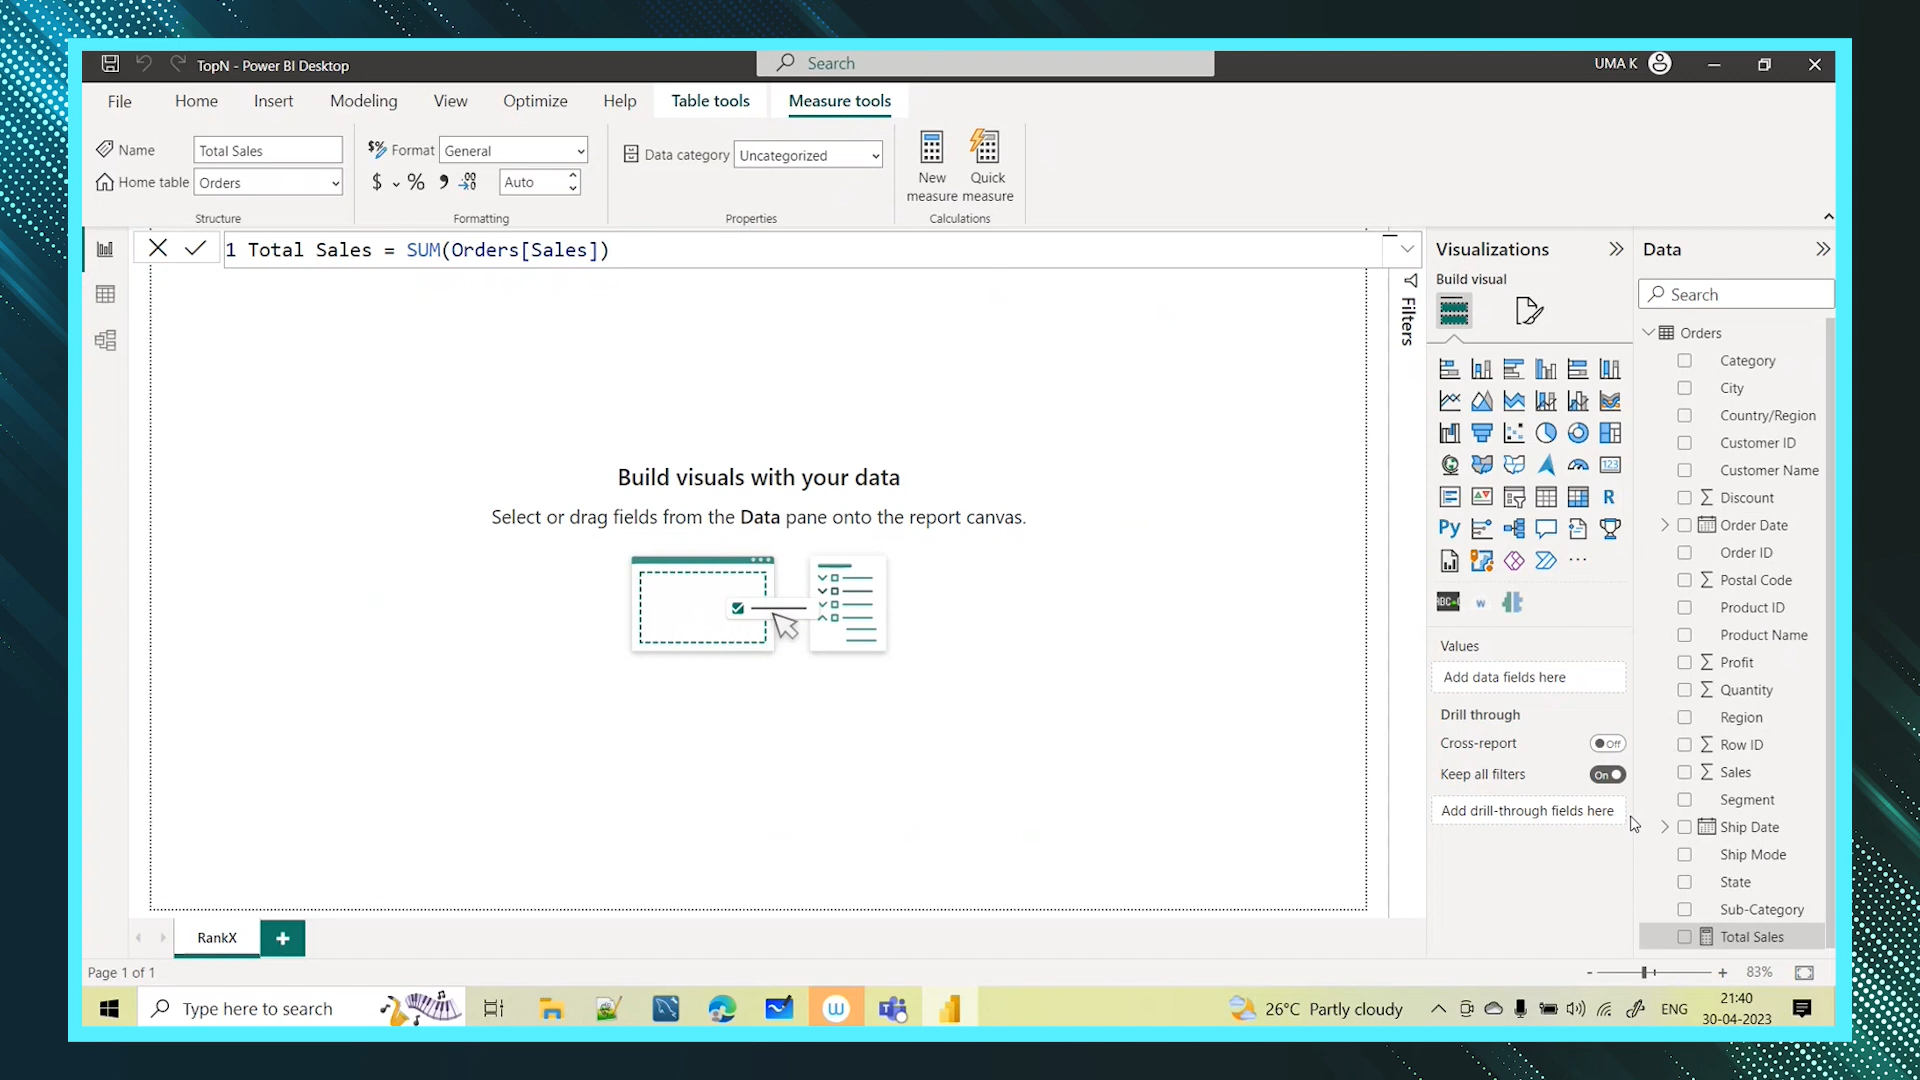 TopN - Power BI Desktop
Search
UMA K
File
Home
Insert
Modeling
View
Optimize
Help
Table tools
Measure tools
Name
Total Sales
Home table
Orders
Structure
Format
General
$ % , .00
Auto
Formatting
Data category
Uncategorized
Properties
New measure
Quick measure
Calculations
1 Total Sales = SUM(Orders[Sales])
Build visuals with your data
Select or drag fields from the Data pane onto the report canvas.
Filters
Visualizations
Build visual
123
R
Py
Values
Add data fields here
Drill through
Cross-report
Off
Keep all filters
On
Add drill-through fields here
Data
Search
Orders
Category
City
Country/Region
Customer ID
Customer Name
Discount
Order Date
Order ID
Postal Code
Product ID
Product Name
Profit
Quantity
Region
Row ID
Sales
Segment
Ship Date
Ship Mode
State
Sub-Category
Total Sales
RankX
Page 1 of 1
- + 83%
Type here to search
26°C Partly cloudy
ENG
21:40
30-04-2023